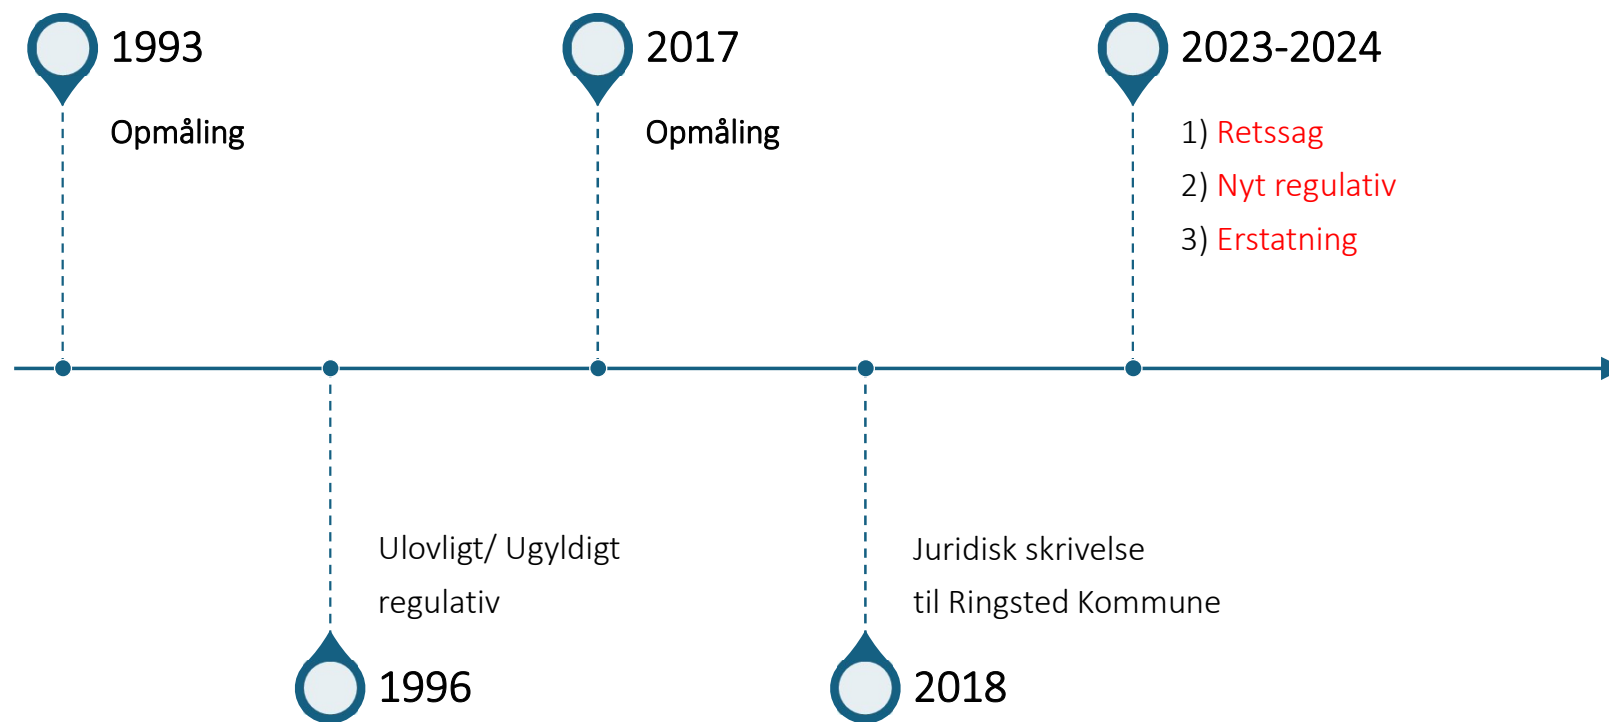 1993
Opmåling
2017
Opmåling
2023-2024
1) Retssag
2) Nyt regulativ
3) Erstatning
Ulovligt/ Ugyldigt
regulativ
1996
Juridisk skrivelse
til Ringsted Kommune
2018